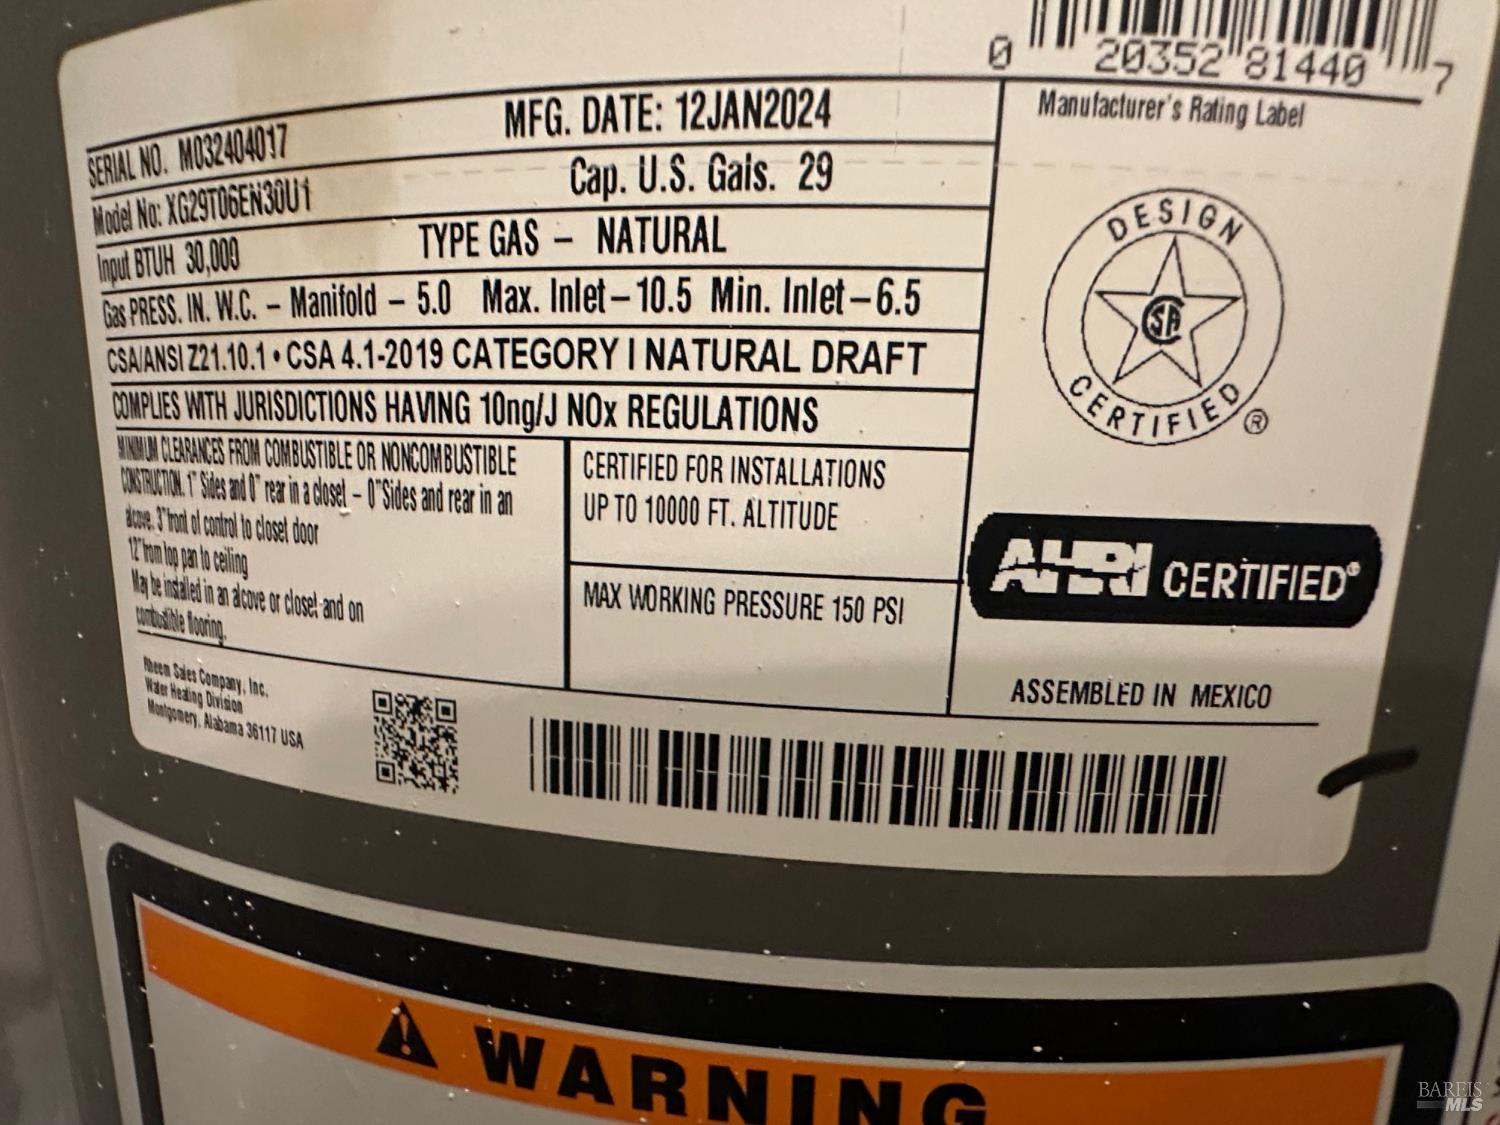 0 20352 81440 7
Manufacturer's Rating Label
SERIAL NO. M032404017 MFG. DATE: 12JAN2024
Model No: XG29T06EN30U1 Cap. U.S. Gals. 29
Input BTUH 30,000 TYPE GAS – NATURAL
Gas PRESS. IN. W.C. – Manifold – 5.0 Max. Inlet–10.5 Min. Inlet–6.5
CSA/ANSI Z21.10.1 • CSA 4.1-2019 CATEGORY I NATURAL DRAFT
COMPLIES WITH JURISDICTIONS HAVING 10ng/J NOx REGULATIONS
MINIMUM CLEARANCES FROM COMBUSTIBLE OR NONCOMBUSTIBLE
CONSTRUCTION. 1" Sides and 0" rear in a closet – 0"Sides and rear in an
alcove. 3"front of control to closet door
12"from top pan to ceiling
May be installed in an alcove or closet and on
combustible flooring.
CERTIFIED FOR INSTALLATIONS
UP TO 10000 FT. ALTITUDE
MAX WORKING PRESSURE 150 PSI
DESIGN
CSA
CERTIFIED ®
AHRI CERTIFIED®
ASSEMBLED IN MEXICO
Rheem Sales Company, Inc.
Water Heating Division
Montgomery, Alabama 36117 USA
WARNING
BAREIS
MLS